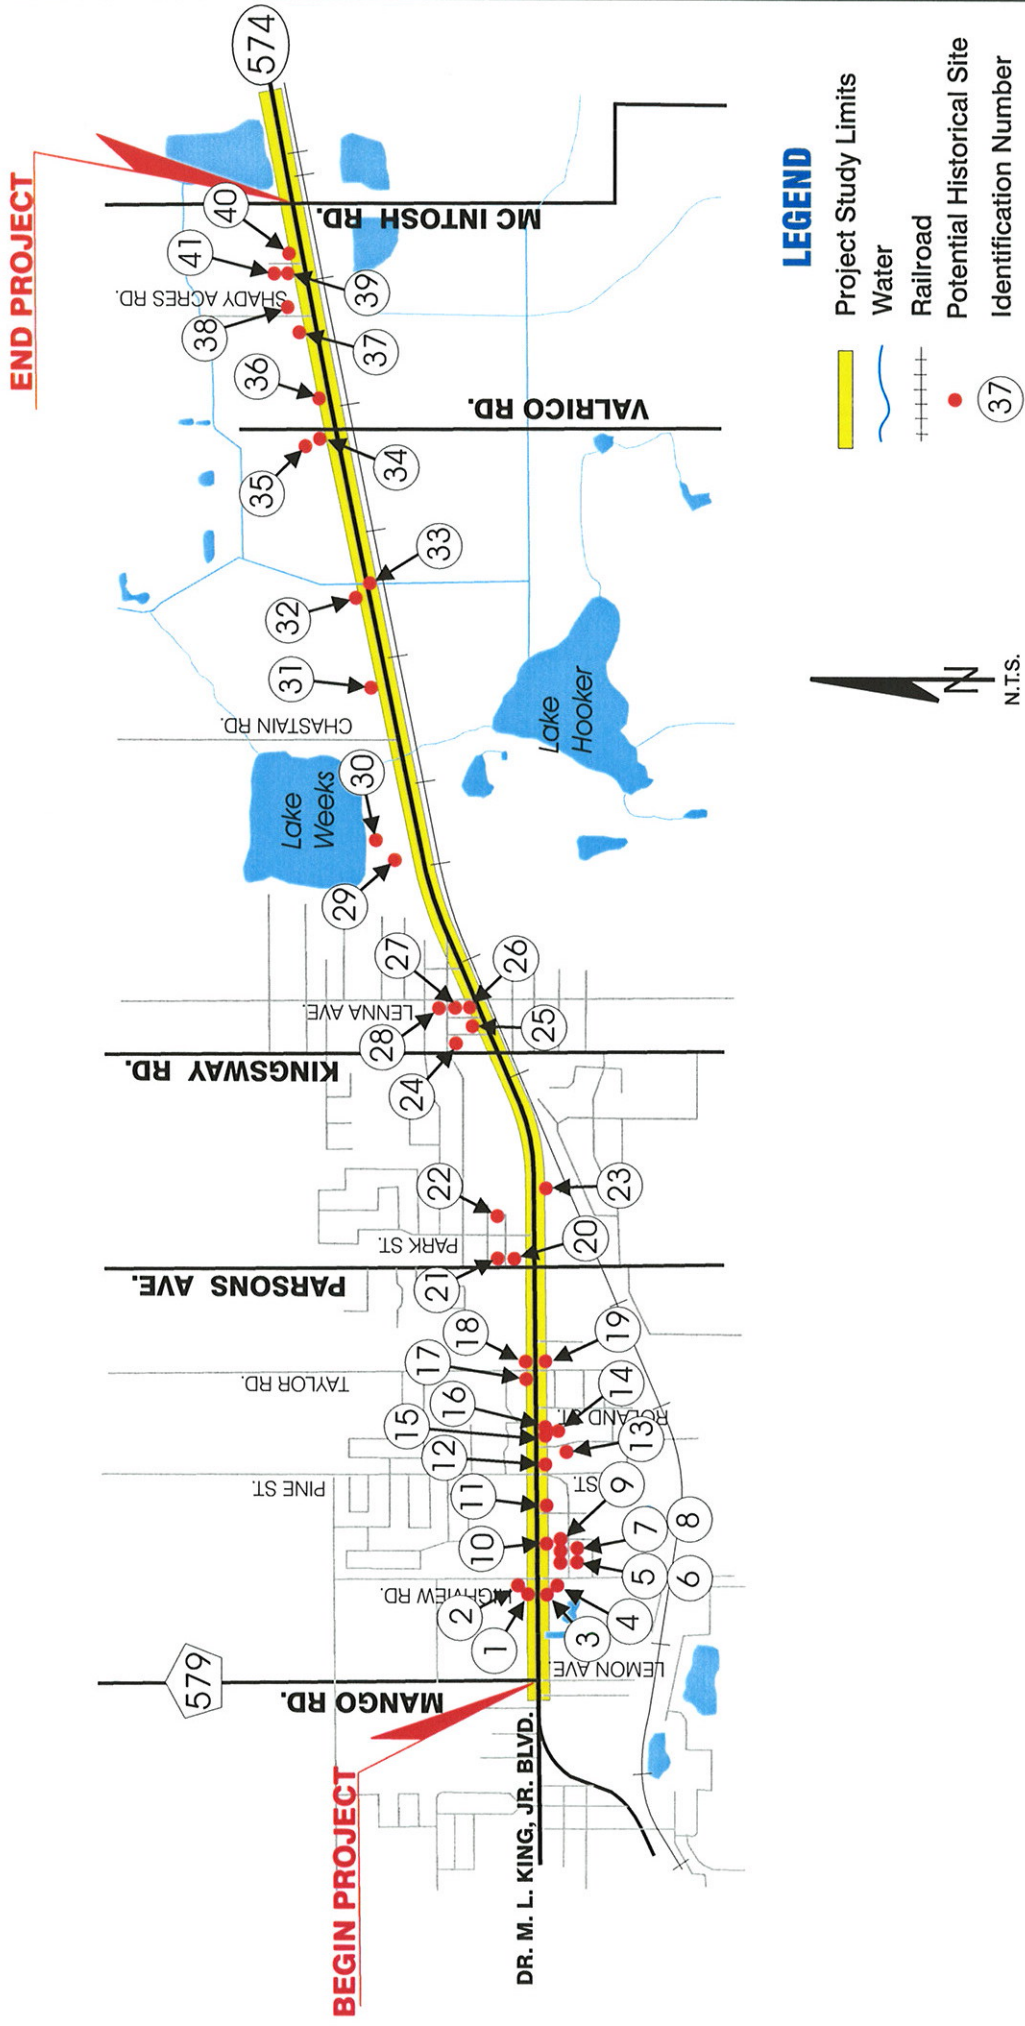 END PROJECT
574
40
41
MC INTOSH RD.
SHADY ACRES RD.
39
38
37
36
VALRICO RD.
35
34
33
32
31
CHASTAIN RD.
Lake
Weeks
Lake
Hooker
30
29
27
26
LENNA AVE.
28
25
KINGSWAY RD.
24
22
23
PARK ST.
20
21
PARSONS AVE.
18
19
17
TAYLOR RD.
16
14
15
ROLAND ST.
13
12
PINE ST.
ST.
11
9
10
7
8
5
6
HIGHVIEW RD.
2
4
1
3
LEMON AVE.
579
MANGO RD.
BEGIN PROJECT
DR. M. L. KING, JR. BLVD.
N
N.T.S.
LEGEND
Project Study Limits
Water
Railroad
Potential Historical Site
37
Identification Number